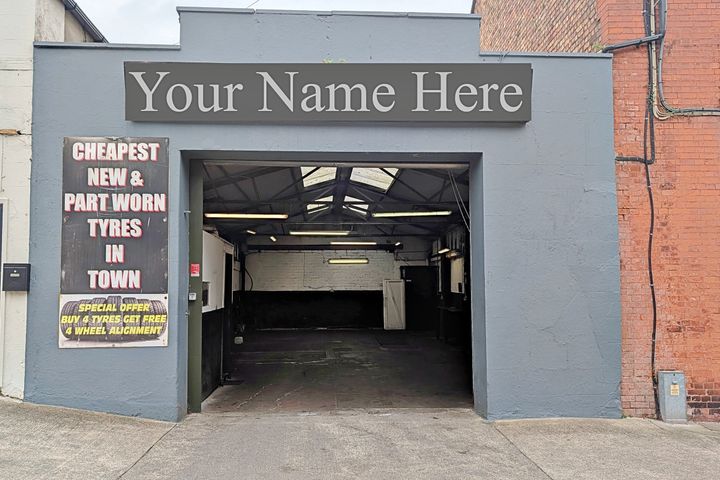 Your Name Here
CHEAPEST
NEW &
PART WORN
TYRES
IN
TOWN
SPECIAL OFFER
BUY 4 TYRES GET FREE
4 WHEEL ALIGNMENT